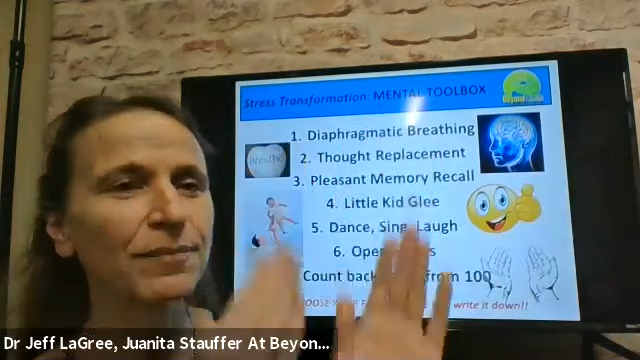 Stress Transformation: MENTAL TOOLBOX
1. Diaphragmatic Breathing
Breathe
2. Thought Replacement
3. Pleasant Memory Recall
4. Little Kid Glee
5. Dance, Sing, Laugh
6. Open
Count from 100
write it down!!
Dr Jeff LaGree, Juanita Stauffer At Beyon...